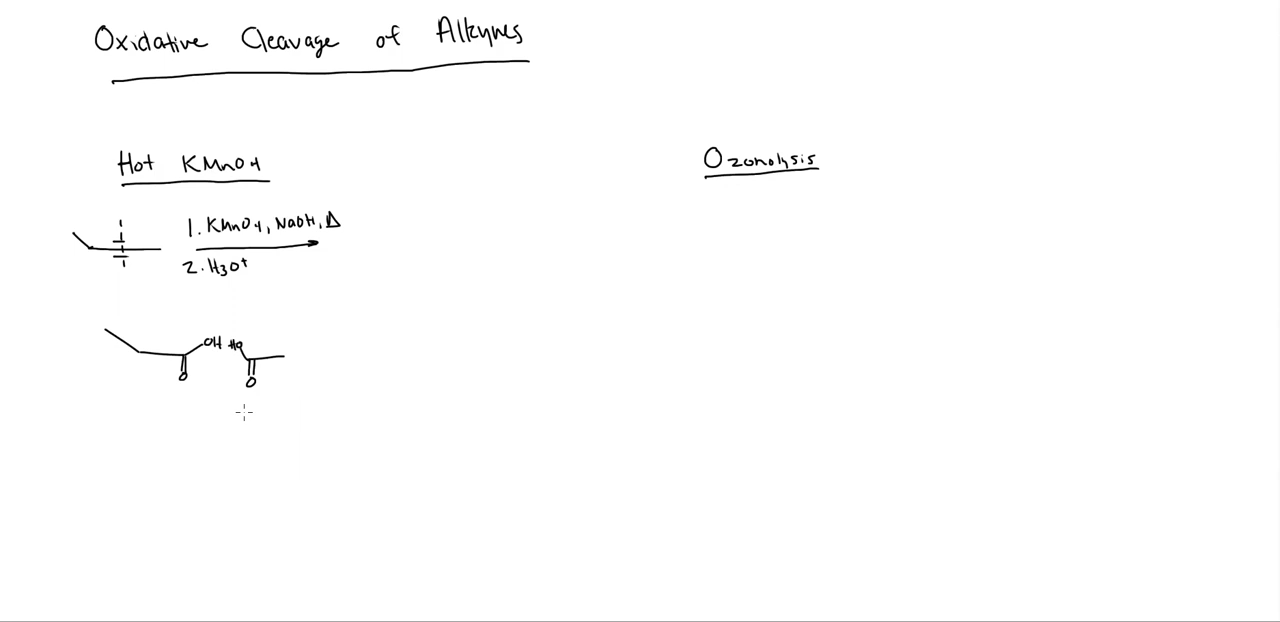 Oxidative Cleavage of Alkynes
Hot KMnO4
Ozonolysis
1. KMnO4, NaOH, Δ
2. H3O+
OH HO
O
O